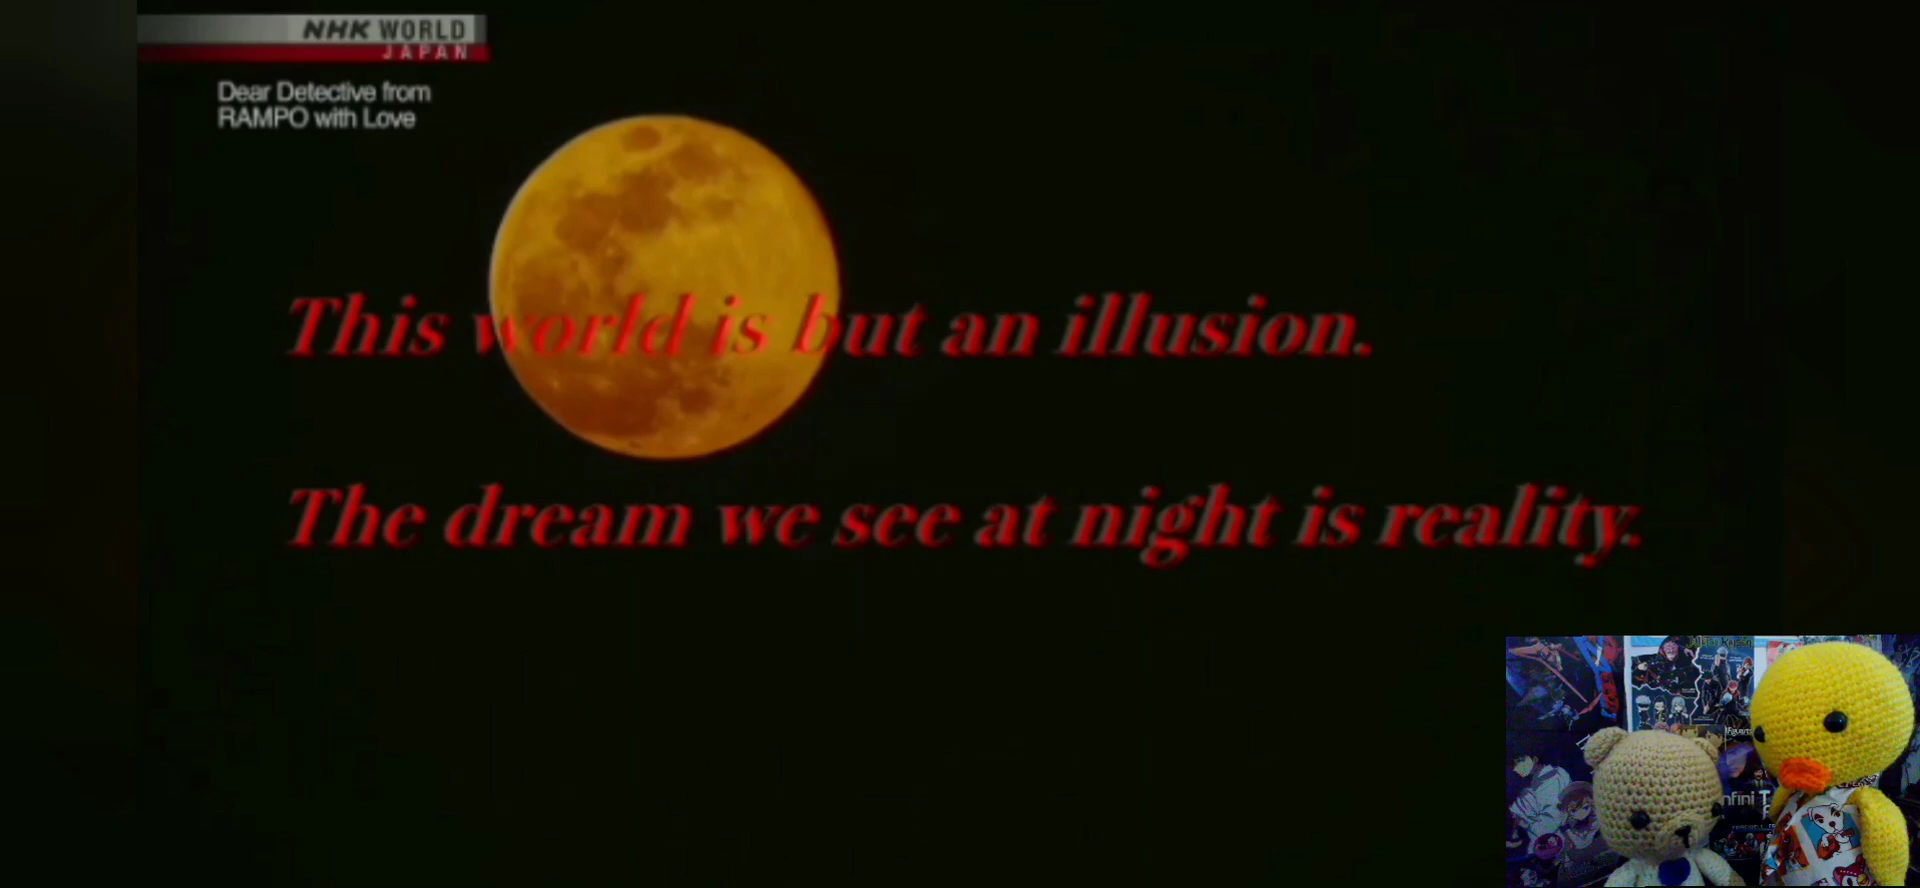 NHK WORLD
JAPAN
Dear Detective from
RAMPO with Love
This world is but an illusion.
The dream we see at night is reality.